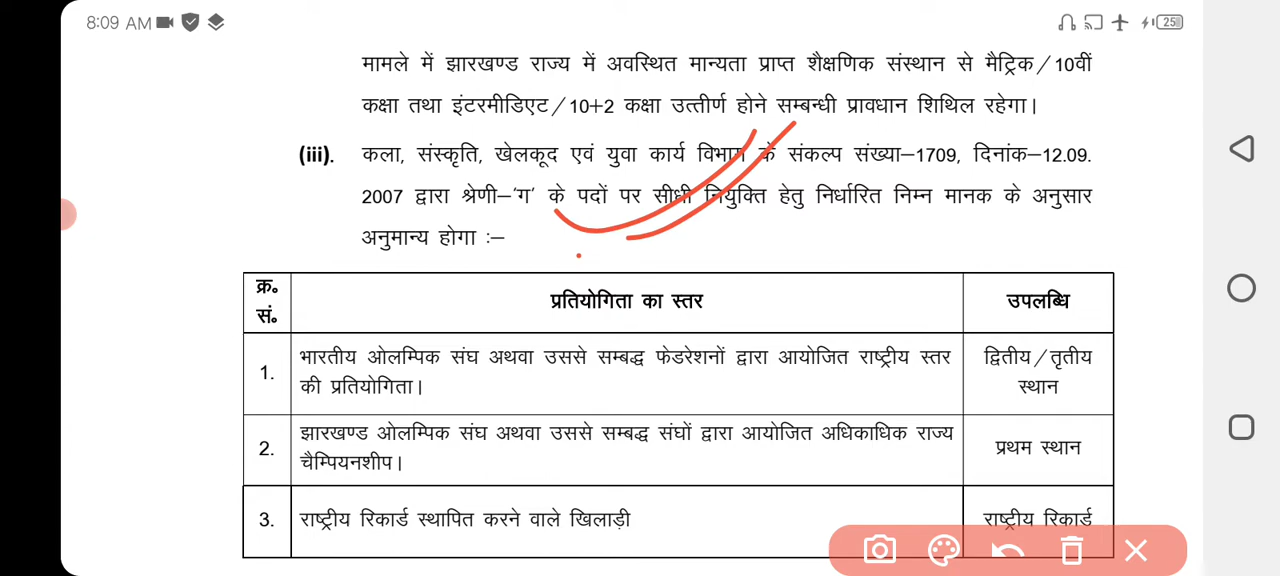 8:09 AM
25
मामले में झारखण्ड राज्य में अवस्थित मान्यता प्राप्त शैक्षणिक संस्थान से मैट्रिक/10वीं
कक्षा तथा इंटरमीडिएट/10+2 कक्षा उत्तीर्ण होने सम्बन्धी प्रावधान शिथिल रहेगा।
(iii). कला, संस्कृति, खेलकूद एवं युवा कार्य विभाग के संकल्प संख्या–1709, दिनांक–12.09.
2007 द्वारा श्रेणी–'ग' के पदों पर सीधी नियुक्ति हेतु निर्धारित निम्न मानक के अनुसार
अनुमान्य होगा :–
क्र॰ सं॰ प्रतियोगिता का स्तर उपलब्धि
1. भारतीय ओलम्पिक संघ अथवा उससे सम्बद्ध फेडरेशनों द्वारा आयोजित राष्ट्रीय स्तर द्वितीय/तृतीय
की प्रतियोगिता। स्थान
2. झारखण्ड ओलम्पिक संघ अथवा उससे सम्बद्ध संघों द्वारा आयोजित अधिकाधिक राज्य प्रथम स्थान
चैम्पियनशीप।
3. राष्ट्रीय रिकार्ड स्थापित करने वाले खिलाड़ी राष्ट्रीय रिकार्ड